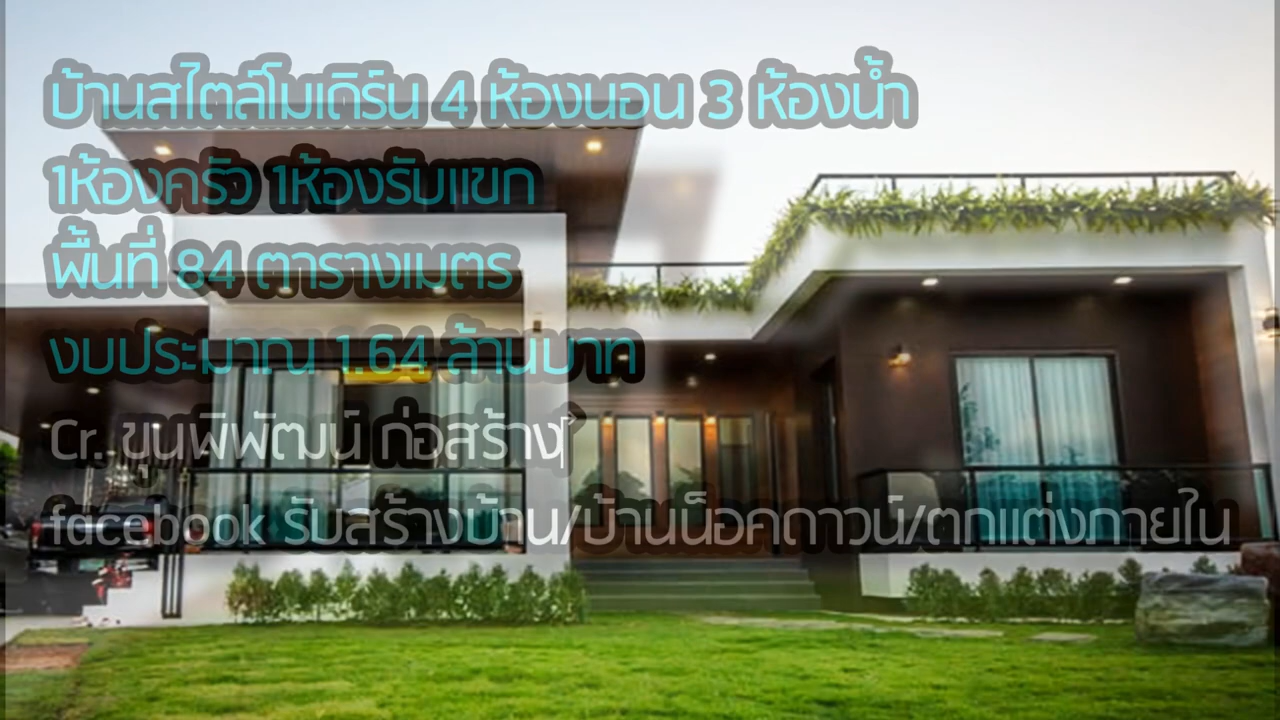 บ้านสไตล์โมเดิร์น 4 ห้องนอน 3 ห้องน้ำ
1ห้องครัว 1ห้องรับแขก
พื้นที่ 84 ตารางเมตร
งบประมาณ 1.64 ล้านบาท
Cr. ขุนพิพัฒน์ ก่อสร้าง
facebook รับสร้างบ้าน/บ้านน็อคดาวน์/ตกแต่งภายใน